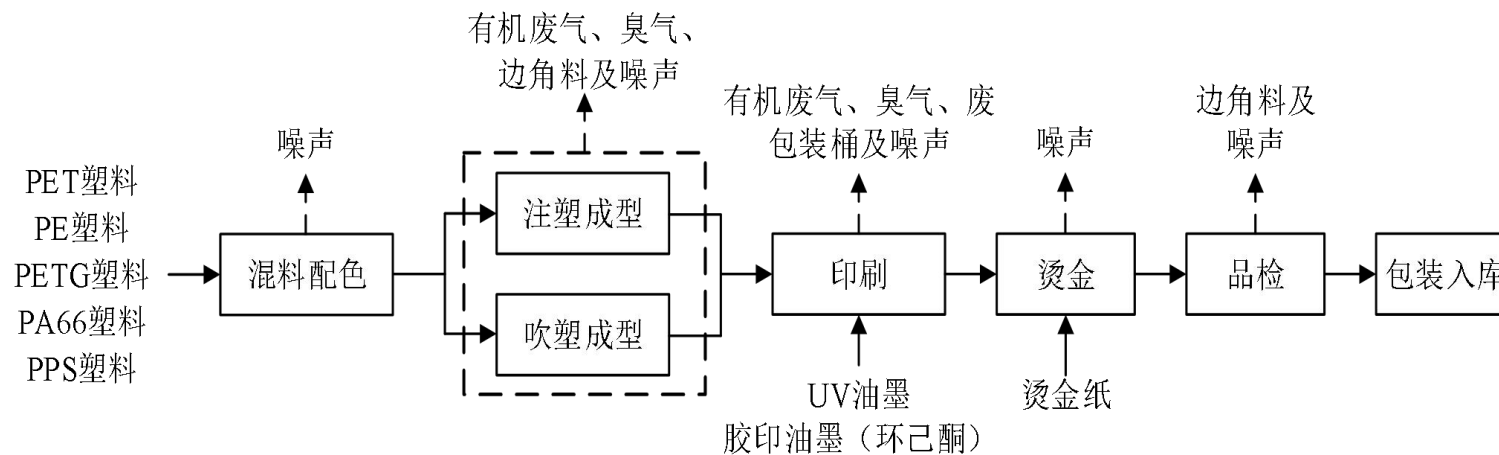 有机废气、臭气、
边角料及噪声
有机废气、臭气、废
包装桶及噪声
边角料及
噪声
噪声
噪声
PET塑料
PE塑料
PETG塑料
PA66塑料
PPS塑料
混料配色
注塑成型
吹塑成型
印刷
烫金
品检
包装入库
UV油墨
胶印油墨（环己酮）
烫金纸